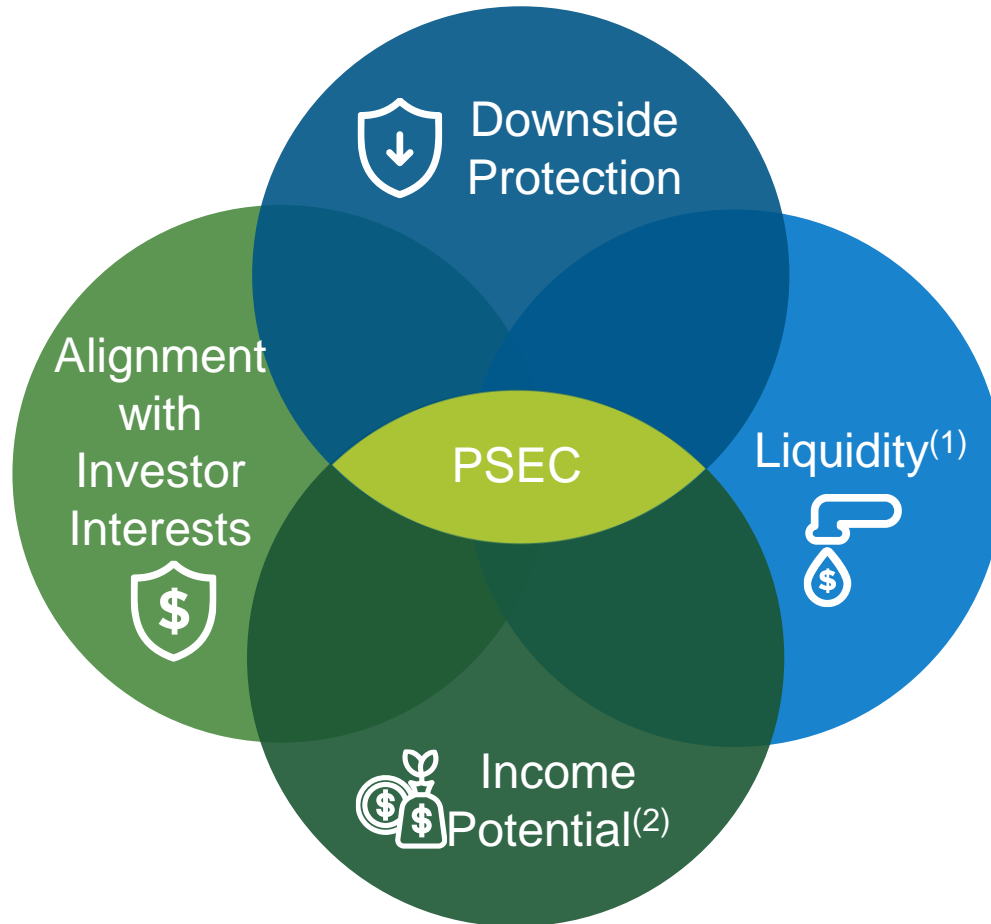 Downside
Protection
Alignment
with
Investor
Interests
$
PSEC
Liquidity(1)
$
Income
Potential(2)
$
$